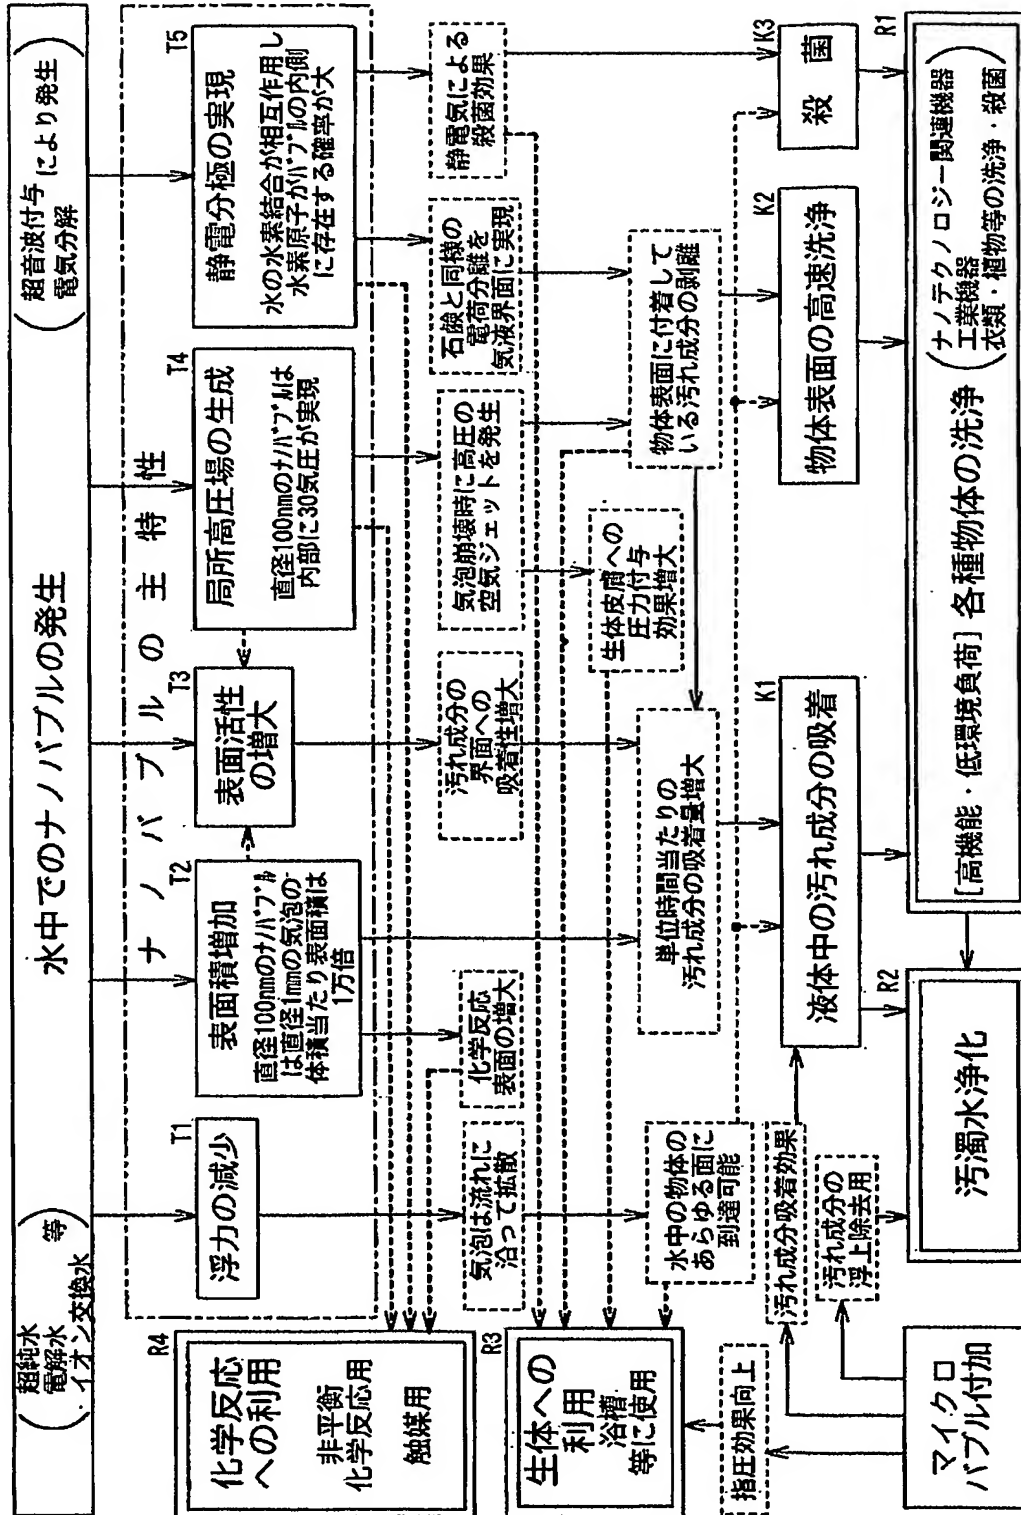 水中でのナノバブルの発生
(超純水
電解水
イオン交換水) 等
(超音波付与
電気分解) により発生
ナノバブルの主特性
T1
浮力の減少
T2
表面積増加
直径100nmのナノバブル
は直径1mmの気泡の
体積当たり表面積は
1万倍
T3
表面活性
の増大
T4
局所高圧場の生成
直径100nmのナノバブルは
内部に30気圧が実現
T5
静電分極の実現
水の水素結合が相互作用し
水素原子がバブルの内側
に存在する確率が大
R4
化学反応
への利用
非平衡
化学反応用
触媒用
気泡は流れに
沿って拡散
化学反応
表面の増大
汚れ成分の
界面への
吸着性増大
気泡崩壊時に高圧の
空気ジェットを発生
石鹸と同様の
電荷分離を
気液界面に実現
静電気による
殺菌効果
R3
生体への
利用
浴槽
等に使用
水中の物体の
あらゆる面に
到達可能
単位時間当たりの
汚れ成分の吸着量増大
生体皮膚への
圧力付与
効果増大
物体表面に付着して
いる汚れ成分の剥離
指圧効果向上
汚れ成分吸着効果
汚れ成分の
浮上除去用
K1
液体中の汚れ成分の吸着
K2
物体表面の高速洗浄
K3
殺菌
マイクロ
バブル付加
R2
汚濁水浄化
R1
[高機能・低環境負荷] 各種物体の洗浄
(ナノテクノロジー関連機器
工業機器
衣類・植物等の洗浄・殺菌)